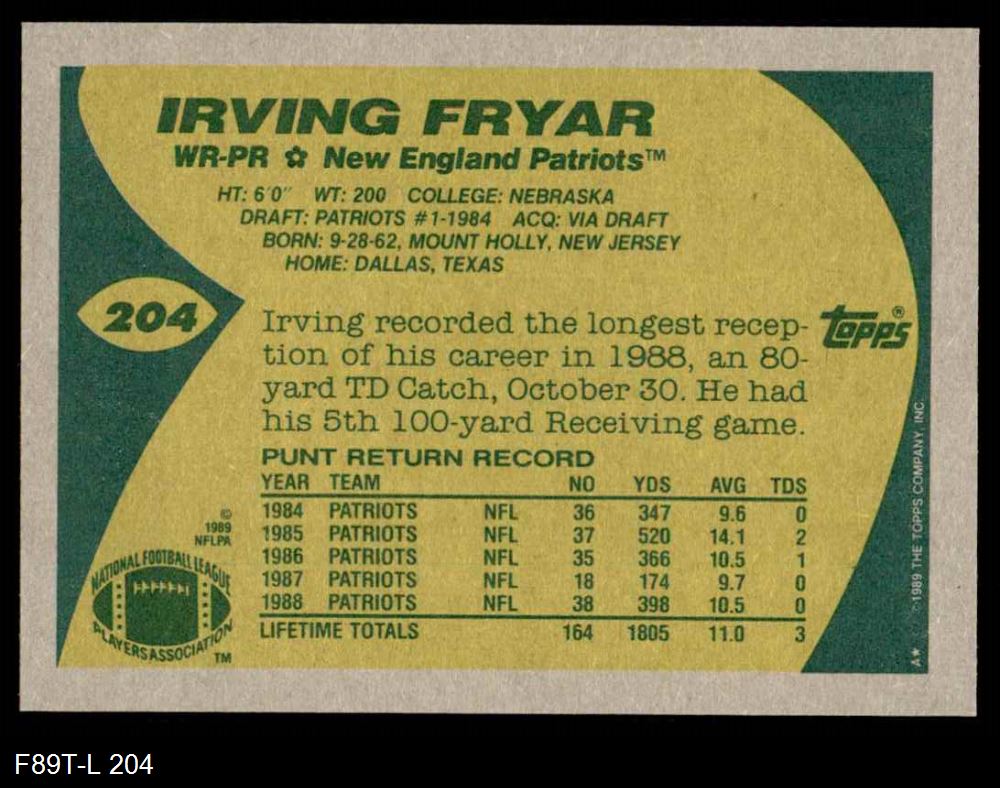 IRVING FRYAR
WR-PR ✿ New England Patriots™
HT: 6'0" WT: 200 COLLEGE: NEBRASKA
DRAFT: PATRIOTS #1-1984 ACQ: VIA DRAFT
BORN: 9-28-62, MOUNT HOLLY, NEW JERSEY
HOME: DALLAS, TEXAS
204
Irving recorded the longest recep-
tion of his career in 1988, an 80-
yard TD Catch, October 30. He had
his 5th 100-yard Receiving game.
topps®
PUNT RETURN RECORD
YEAR TEAM NO YDS AVG TDS
1984 PATRIOTS NFL 36 347 9.6 0
1985 PATRIOTS NFL 37 520 14.1 2
1986 PATRIOTS NFL 35 366 10.5 1
1987 PATRIOTS NFL 18 174 9.7 0
1988 PATRIOTS NFL 38 398 10.5 0
LIFETIME TOTALS 164 1805 11.0 3
©
1989
NFLPA
NATIONAL FOOTBALL LEAGUE
PLAYERS ASSOCIATION
TM
A* ©1989 THE TOPPS COMPANY, INC.
F89T-L 204